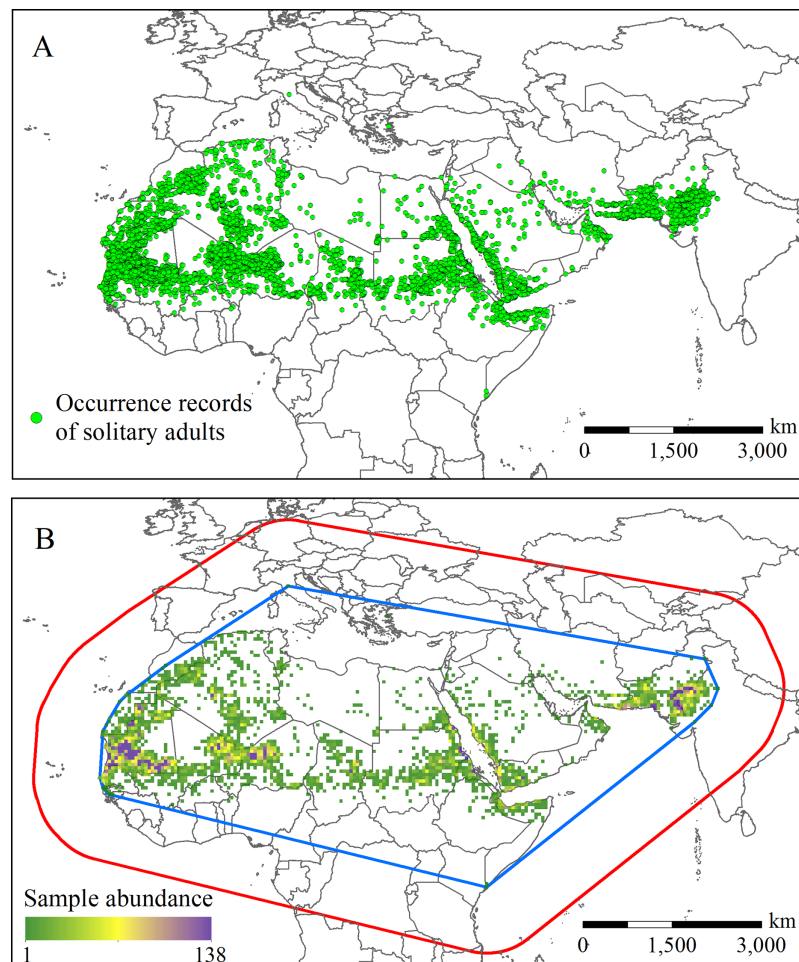 A
Occurrence records
of solitary adults
km
0 1,500 3,000
B
Sample abundance
1 138
km
0 1,500 3,000